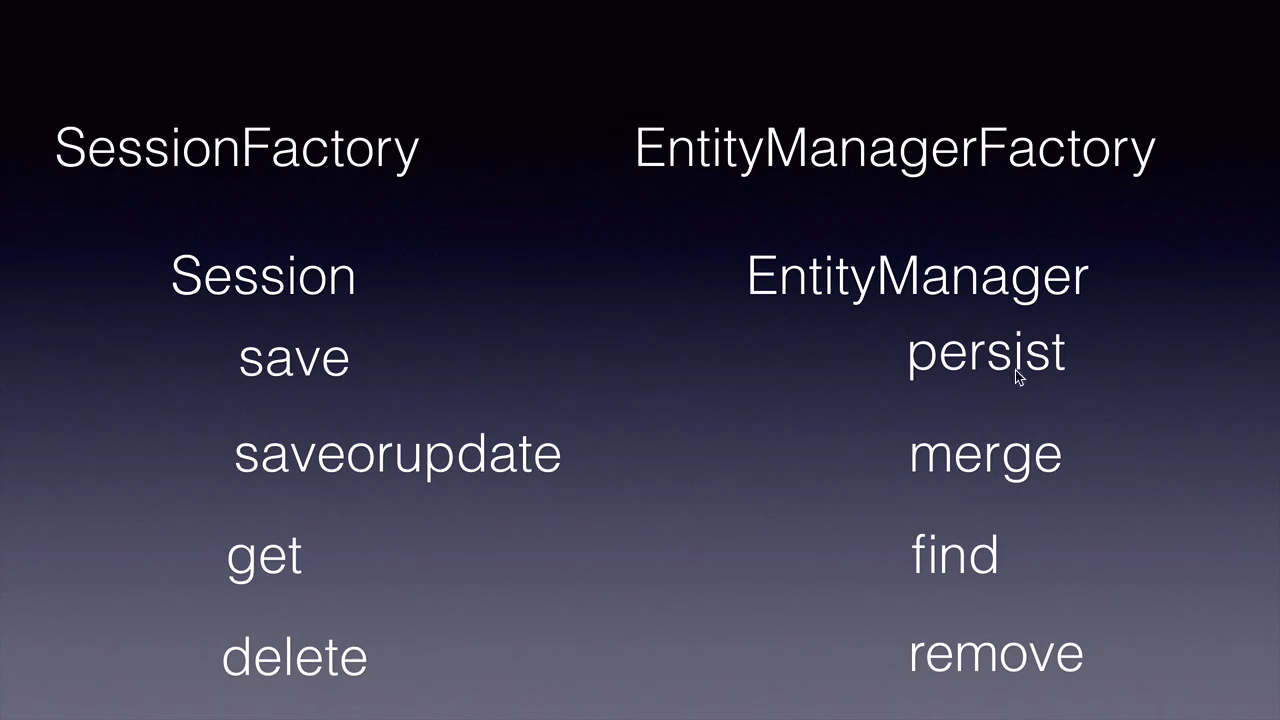 SessionFactory
EntityManagerFactory
Session
EntityManager
save
persist
saveorupdate
merge
get
find
delete
remove